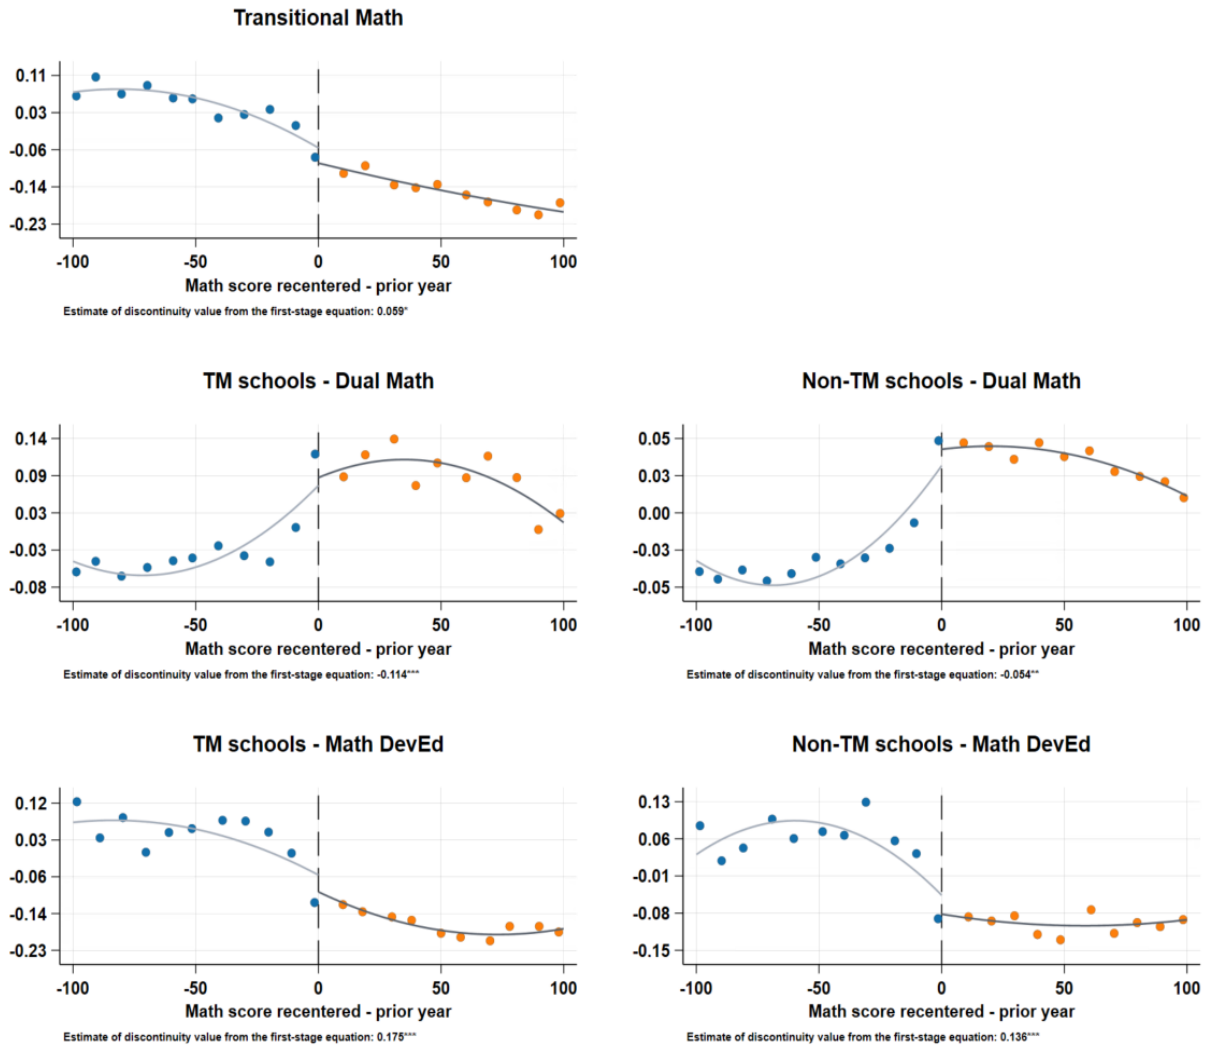 Transitional Math
0.11
0.03
-0.06
-0.14
-0.23
-100 -50 0 50 100
Math score recentered - prior year
Estimate of discontinuity value from the first-stage equation: 0.059*
TM schools - Dual Math
0.14
0.09
0.03
-0.03
-0.08
-100 -50 0 50 100
Math score recentered - prior year
Estimate of discontinuity value from the first-stage equation: -0.114***
Non-TM schools - Dual Math
0.05
0.03
0.00
-0.03
-0.05
-100 -50 0 50 100
Math score recentered - prior year
Estimate of discontinuity value from the first-stage equation: -0.054**
TM schools - Math DevEd
0.12
0.03
-0.06
-0.14
-0.23
-100 -50 0 50 100
Math score recentered - prior year
Estimate of discontinuity value from the first-stage equation: 0.175***
Non-TM schools - Math DevEd
0.13
0.06
-0.01
-0.08
-0.15
-100 -50 0 50 100
Math score recentered - prior year
Estimate of discontinuity value from the first-stage equation: 0.136***